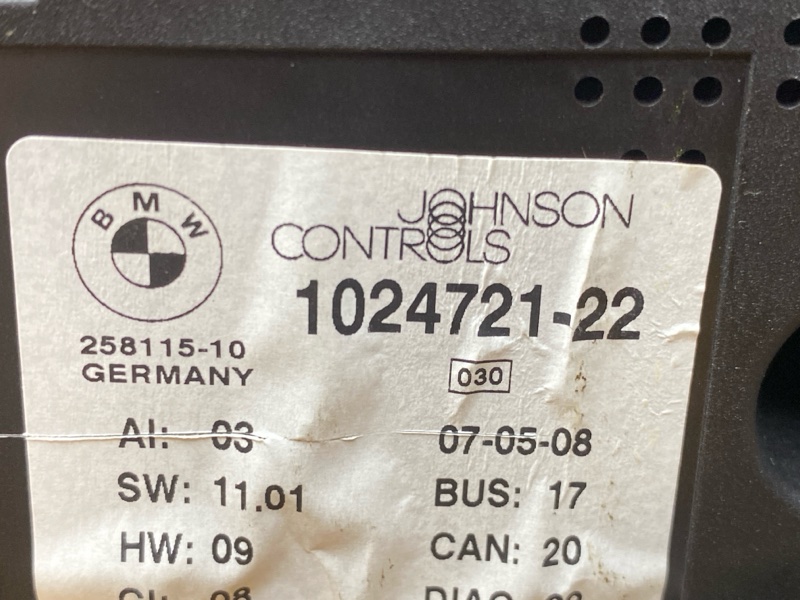 BMW
JOHNSON
CONTROLS
1024721-22
258115-10
GERMANY
030
AI: 03 07-05-08
SW: 11.01 BUS: 17
HW: 09 CAN: 20